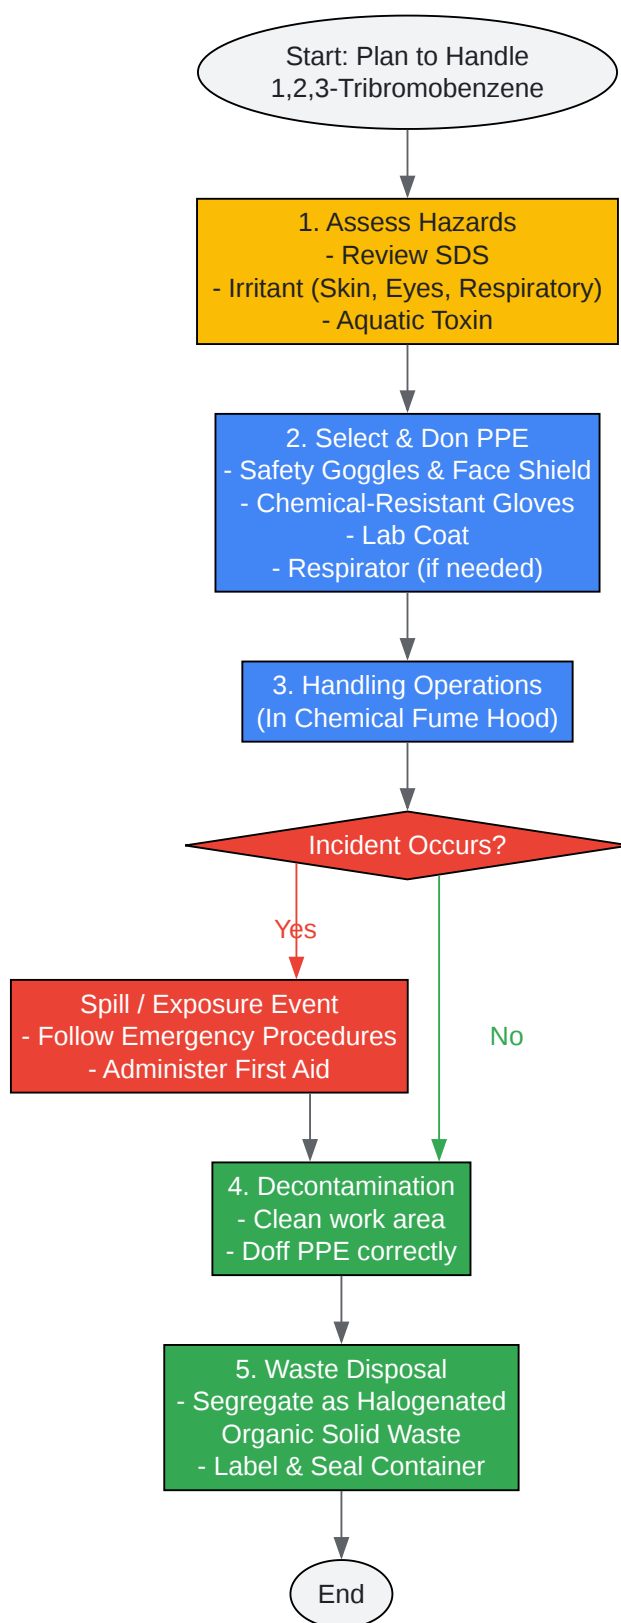 Start: Plan to Handle
1,2,3-Tribromobenzene
1. Assess Hazards
- Review SDS
- Irritant (Skin, Eyes, Respiratory)
- Aquatic Toxin
2. Select & Don PPE
- Safety Goggles & Face Shield
- Chemical-Resistant Gloves
- Lab Coat
- Respirator (if needed)
3. Handling Operations
(In Chemical Fume Hood)
Incident Occurs?
Yes
Spill / Exposure Event
- Follow Emergency Procedures
- Administer First Aid
No
4. Decontamination
- Clean work area
- Doff PPE correctly
5. Waste Disposal
- Segregate as Halogenated
Organic Solid Waste
- Label & Seal Container
End